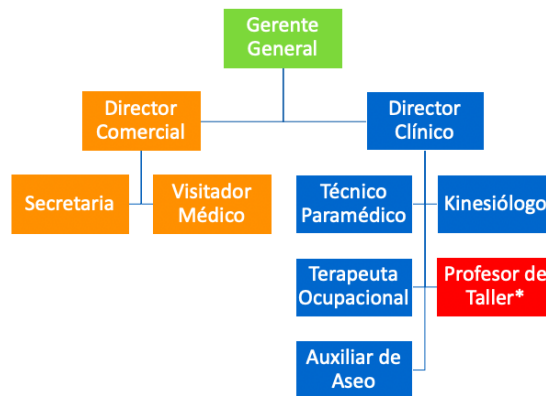 Gerente
General
Director
Comercial
Director
Clínico
Secretaria
Visitador
Médico
Técnico
Paramédico
Kinesiólogo
Terapeuta
Ocupacional
Profesor de
Taller*
Auxiliar de
Aseo